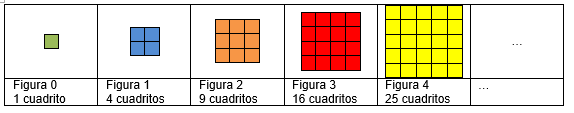 ...
Figura 0
1 cuadrito
Figura 1
4 cuadritos
Figura 2
9 cuadritos
Figura 3
16 cuadritos
Figura 4
25 cuadritos
...